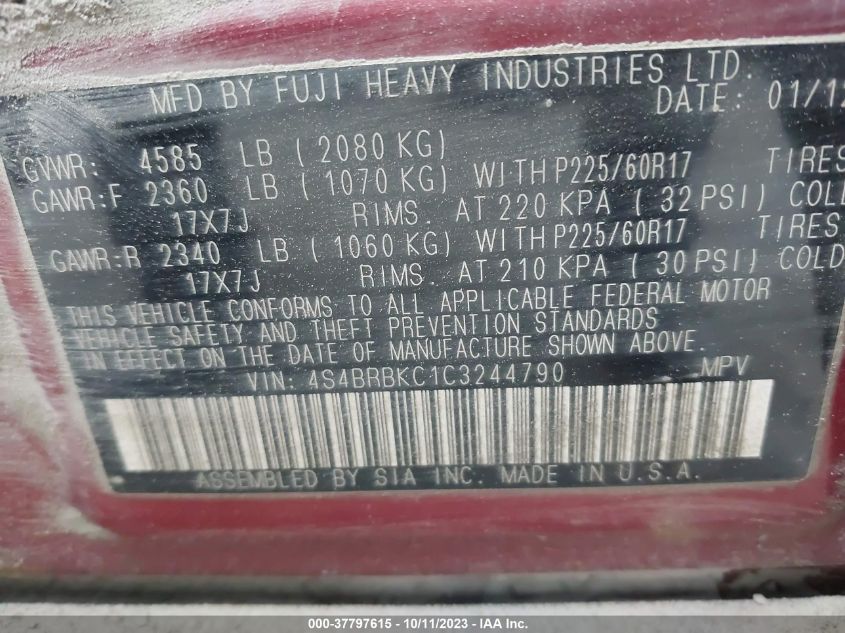 MFD BY FUJI HEAVY INDUSTRIES LTD.
DATE: 01/12
GVWR: 4585 LB ( 2080 KG)
GAWR:F 2360 LB ( 1070 KG) WITH P225/60R17 TIRES
17X7J RIMS. AT 220 KPA ( 32 PSI) COLD
GAWR:R 2340 LB ( 1060 KG) WITH P225/60R17 TIRES
17X7J RIMS. AT 210 KPA ( 30 PSI) COLD
THIS VEHICLE CONFORMS TO ALL APPLICABLE FEDERAL MOTOR
VEHICLE SAFETY AND THEFT PREVENTION STANDARDS
IN EFFECT ON THE DATE OF MANUFACTURE SHOWN ABOVE.
VIN: 4S4BRBKC1C3244790 MPV
ASSEMBLED BY SIA INC. MADE IN U.S.A.
000-37797615 - 10/11/2023 - IAAI, Inc.